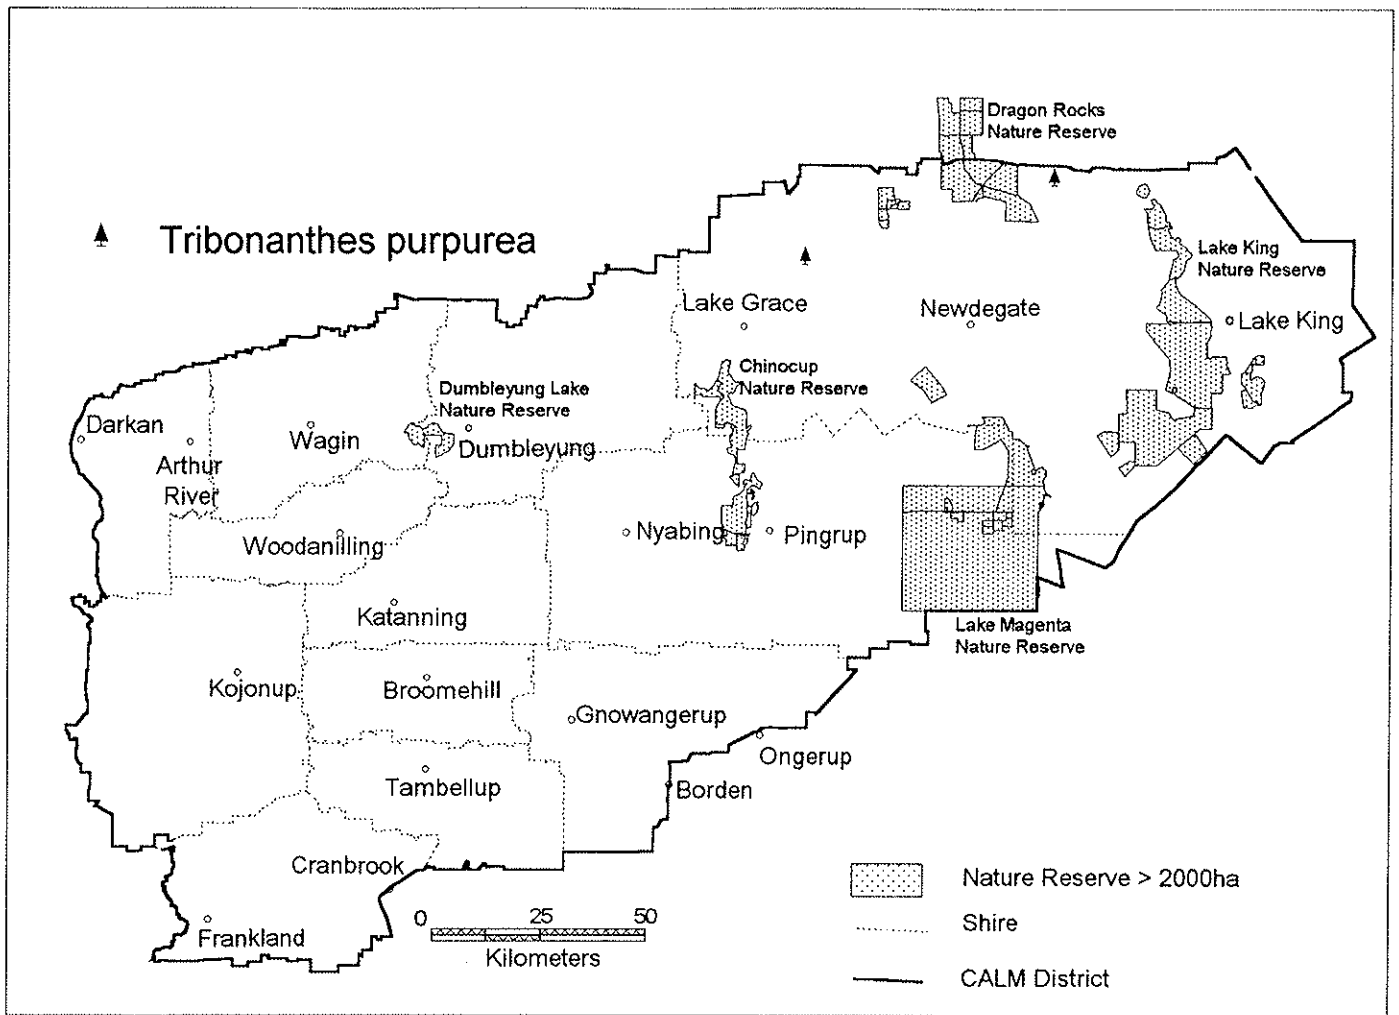 Dragon Rocks
Nature Reserve
Tribonanthes purpurea
Lake King
Nature Reserve
Lake Grace
Newdegate
Lake King
Chinocup
Nature Reserve
Dumbleyung Lake
Nature Reserve
Darkan
Wagin
Dumbleyung
Arthur
River
Nyabing
Pingrup
Woodanilling
Katanning
Lake Magenta
Nature Reserve
Kojonup
Broomehill
Gnowangerup
Ongerup
Tambellup
Borden
Cranbrook
Nature Reserve > 2000ha
0 25 50
Shire
Frankland
Kilometers
CALM District